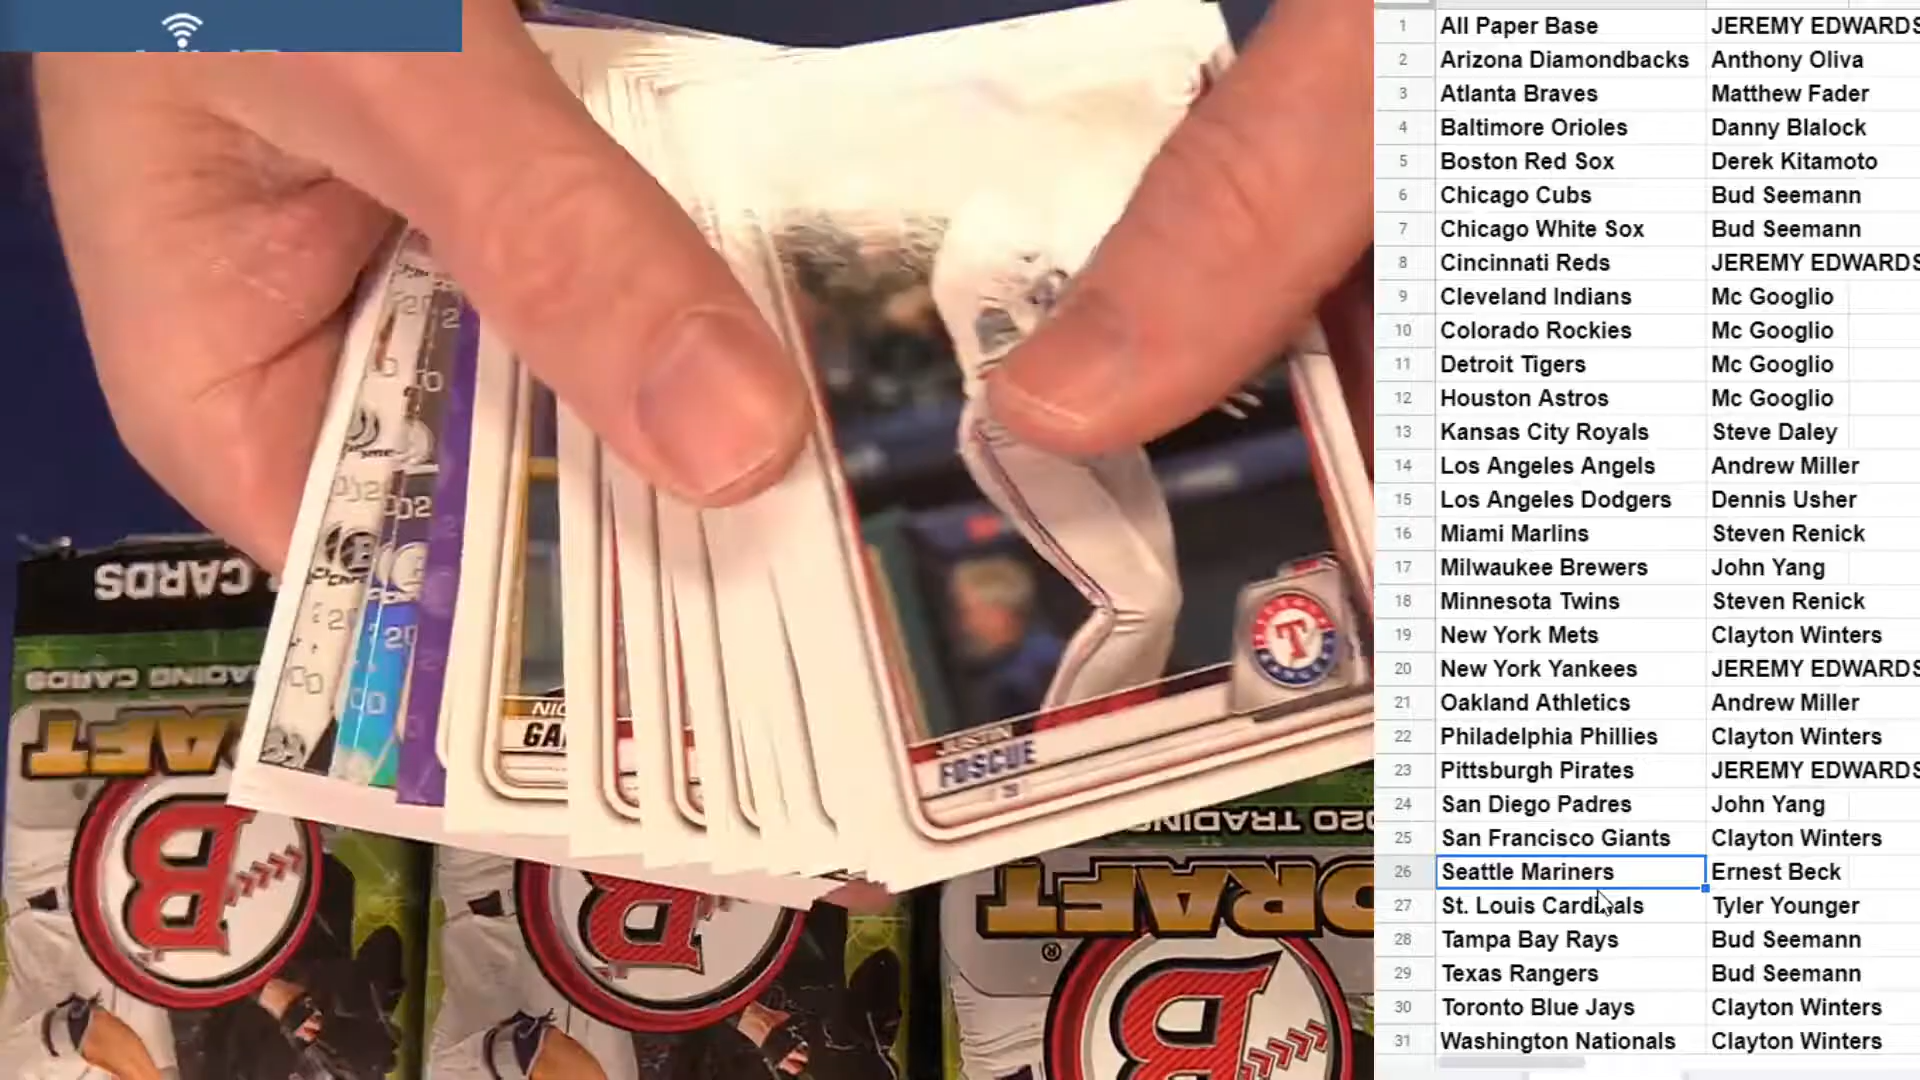 1 All Paper Base JEREMY EDWARDS
2 Arizona Diamondbacks Anthony Oliva
3 Atlanta Braves Matthew Fader
4 Baltimore Orioles Danny Blalock
5 Boston Red Sox Derek Kitamoto
6 Chicago Cubs Bud Seemann
7 Chicago White Sox Bud Seemann
8 Cincinnati Reds JEREMY EDWARDS
9 Cleveland Indians Mc Googlio
10 Colorado Rockies Mc Googlio
11 Detroit Tigers Mc Googlio
12 Houston Astros Mc Googlio
13 Kansas City Royals Steve Daley
14 Los Angeles Angels Andrew Miller
15 Los Angeles Dodgers Dennis Usher
16 Miami Marlins Steven Renick
17 Milwaukee Brewers John Yang
18 Minnesota Twins Steven Renick
19 New York Mets Clayton Winters
20 New York Yankees JEREMY EDWARDS
21 Oakland Athletics Andrew Miller
22 Philadelphia Phillies Clayton Winters
23 Pittsburgh Pirates JEREMY EDWARDS
24 San Diego Padres John Yang
25 San Francisco Giants Clayton Winters
26 Seattle Mariners Ernest Beck
27 St. Louis Cardinals Tyler Younger
28 Tampa Bay Rays Bud Seemann
29 Texas Rangers Bud Seemann
30 Toronto Blue Jays Clayton Winters
31 Washington Nationals Clayton Winters
JUSTIN
FOSCUE
T
CARDS
TRADING CARDS
DRAFT
B
B
2020 TRADING
DRAFT
®
B